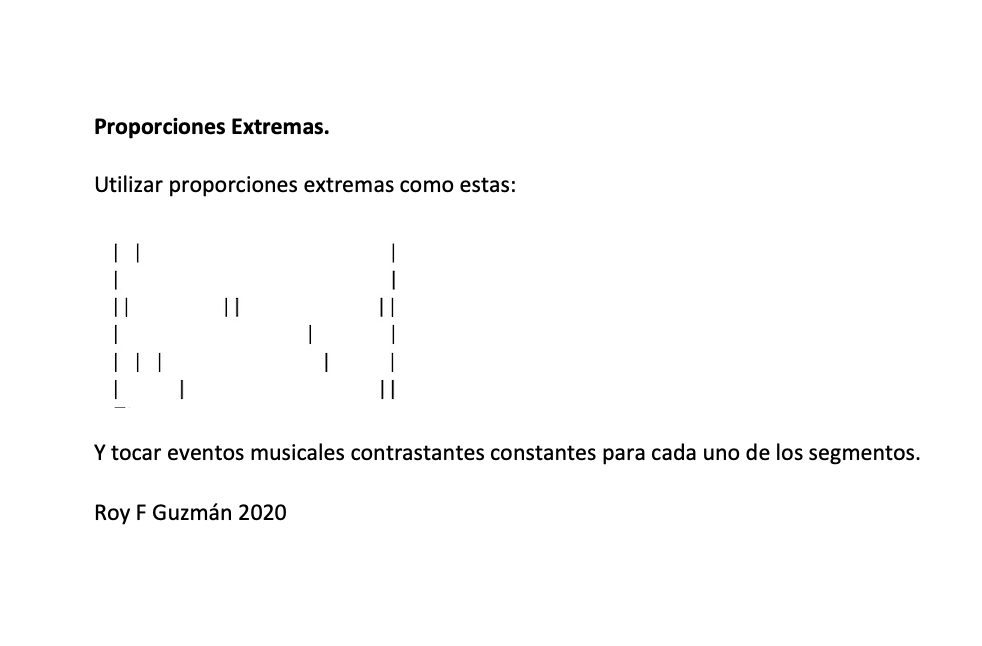 Proporciones Extremas.
Utilizar proporciones extremas como estas:
| |                                   |
|                                     |
||            ||                    ||
|                          |          |
| | |                       |       |
|        |                          ||
Y tocar eventos musicales contrastantes constantes para cada uno de los segmentos.
Roy F Guzmán 2020